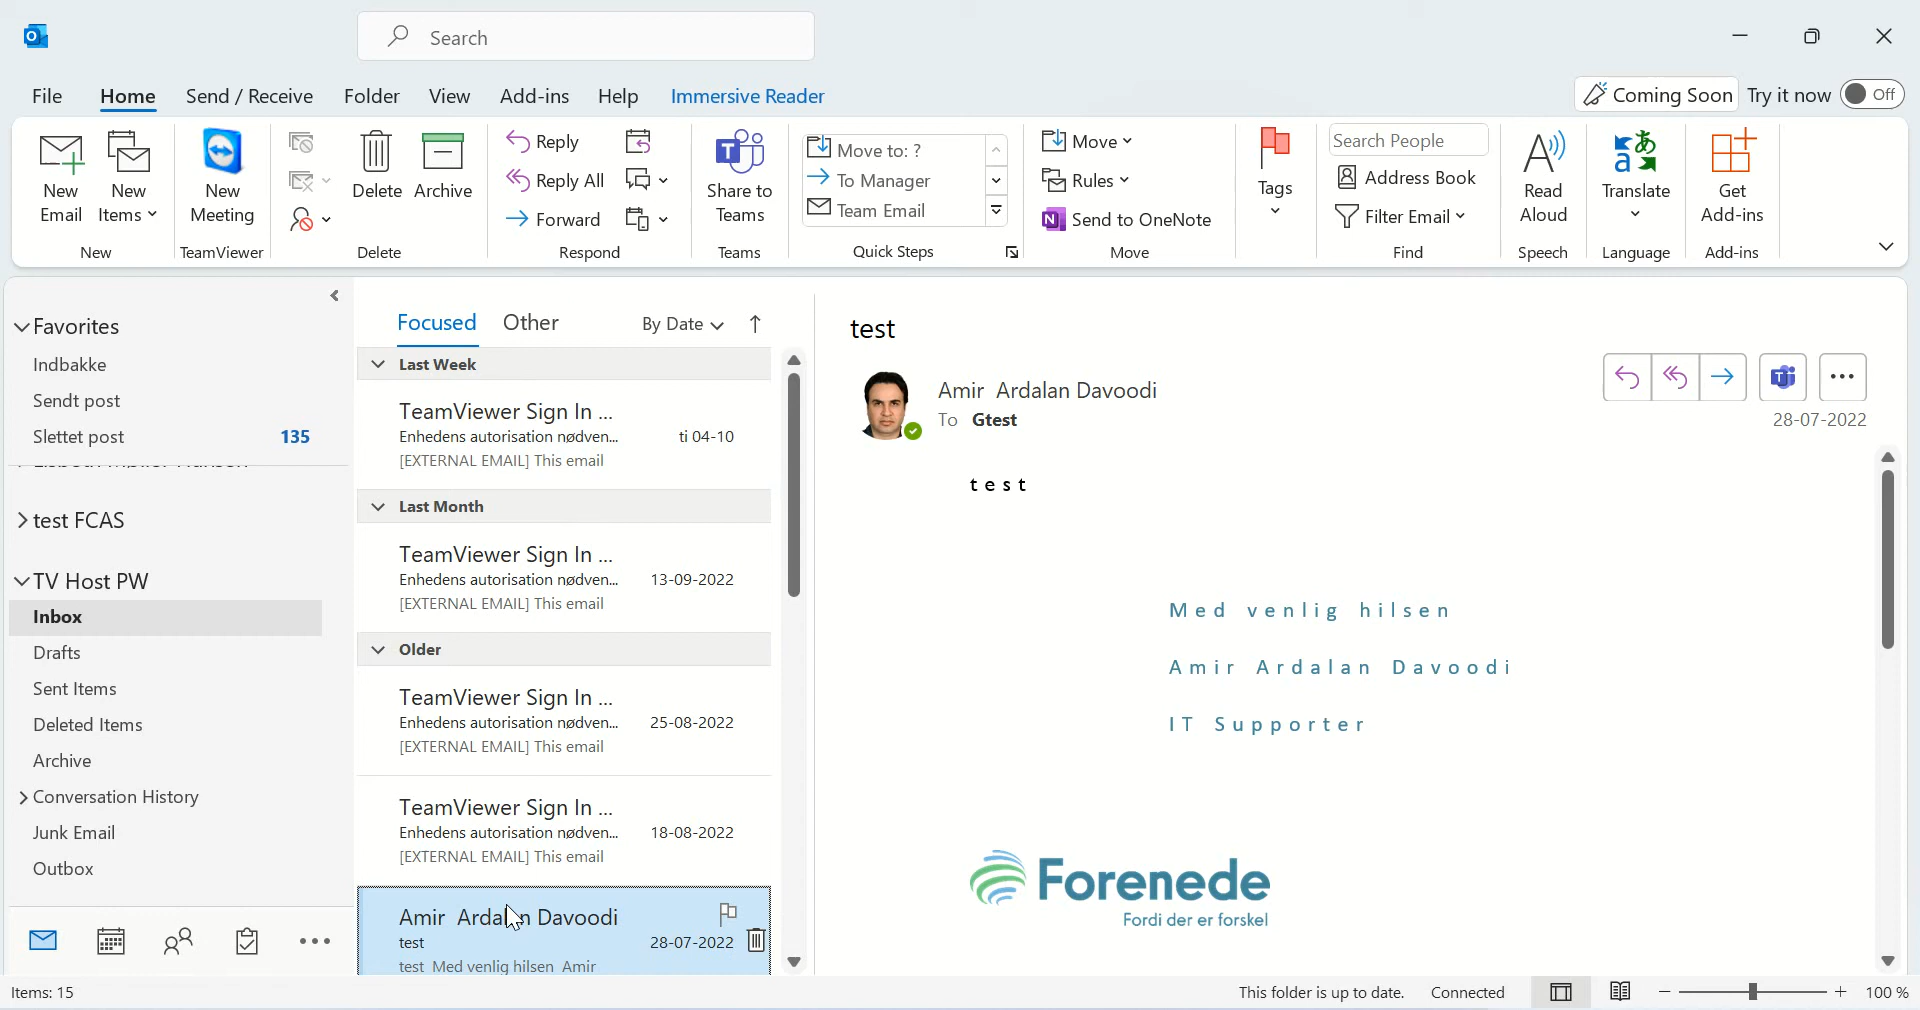 Search
File Home Send / Receive Folder View Add-ins Help Immersive Reader
Coming Soon Try it now Off
New Email
New Items
New
New Meeting
TeamViewer
Delete
Archive
Delete
Reply
Reply All
Forward
Respond
Share to Teams
Teams
Move to: ?
To Manager
Team Email
Quick Steps
Move
Rules
Send to OneNote
Move
Tags
Search People
Address Book
Filter Email
Find
Read Aloud
Speech
Translate
Language
Get Add-ins
Add-ins
Favorites
Indbakke
Sendt post
Slettet post 135
test FCAS
TV Host PW
Inbox
Drafts
Sent Items
Deleted Items
Archive
Conversation History
Junk Email
Outbox
Focused Other By Date
Last Week
TeamViewer Sign In ...
Enhedens autorisation nødven... ti 04-10
[EXTERNAL EMAIL] This email
Last Month
TeamViewer Sign In ...
Enhedens autorisation nødven... 13-09-2022
[EXTERNAL EMAIL] This email
Older
TeamViewer Sign In ...
Enhedens autorisation nødven... 25-08-2022
[EXTERNAL EMAIL] This email
TeamViewer Sign In ...
Enhedens autorisation nødven... 18-08-2022
[EXTERNAL EMAIL] This email
Amir Ardalan Davoodi
test 28-07-2022
test Med venlig hilsen Amir
test
Amir Ardalan Davoodi
To Gtest
28-07-2022
test
Med venlig hilsen
Amir Ardalan Davoodi
IT Supporter
Forenede
Fordi der er forskel
Items: 15
This folder is up to date. Connected 100 %